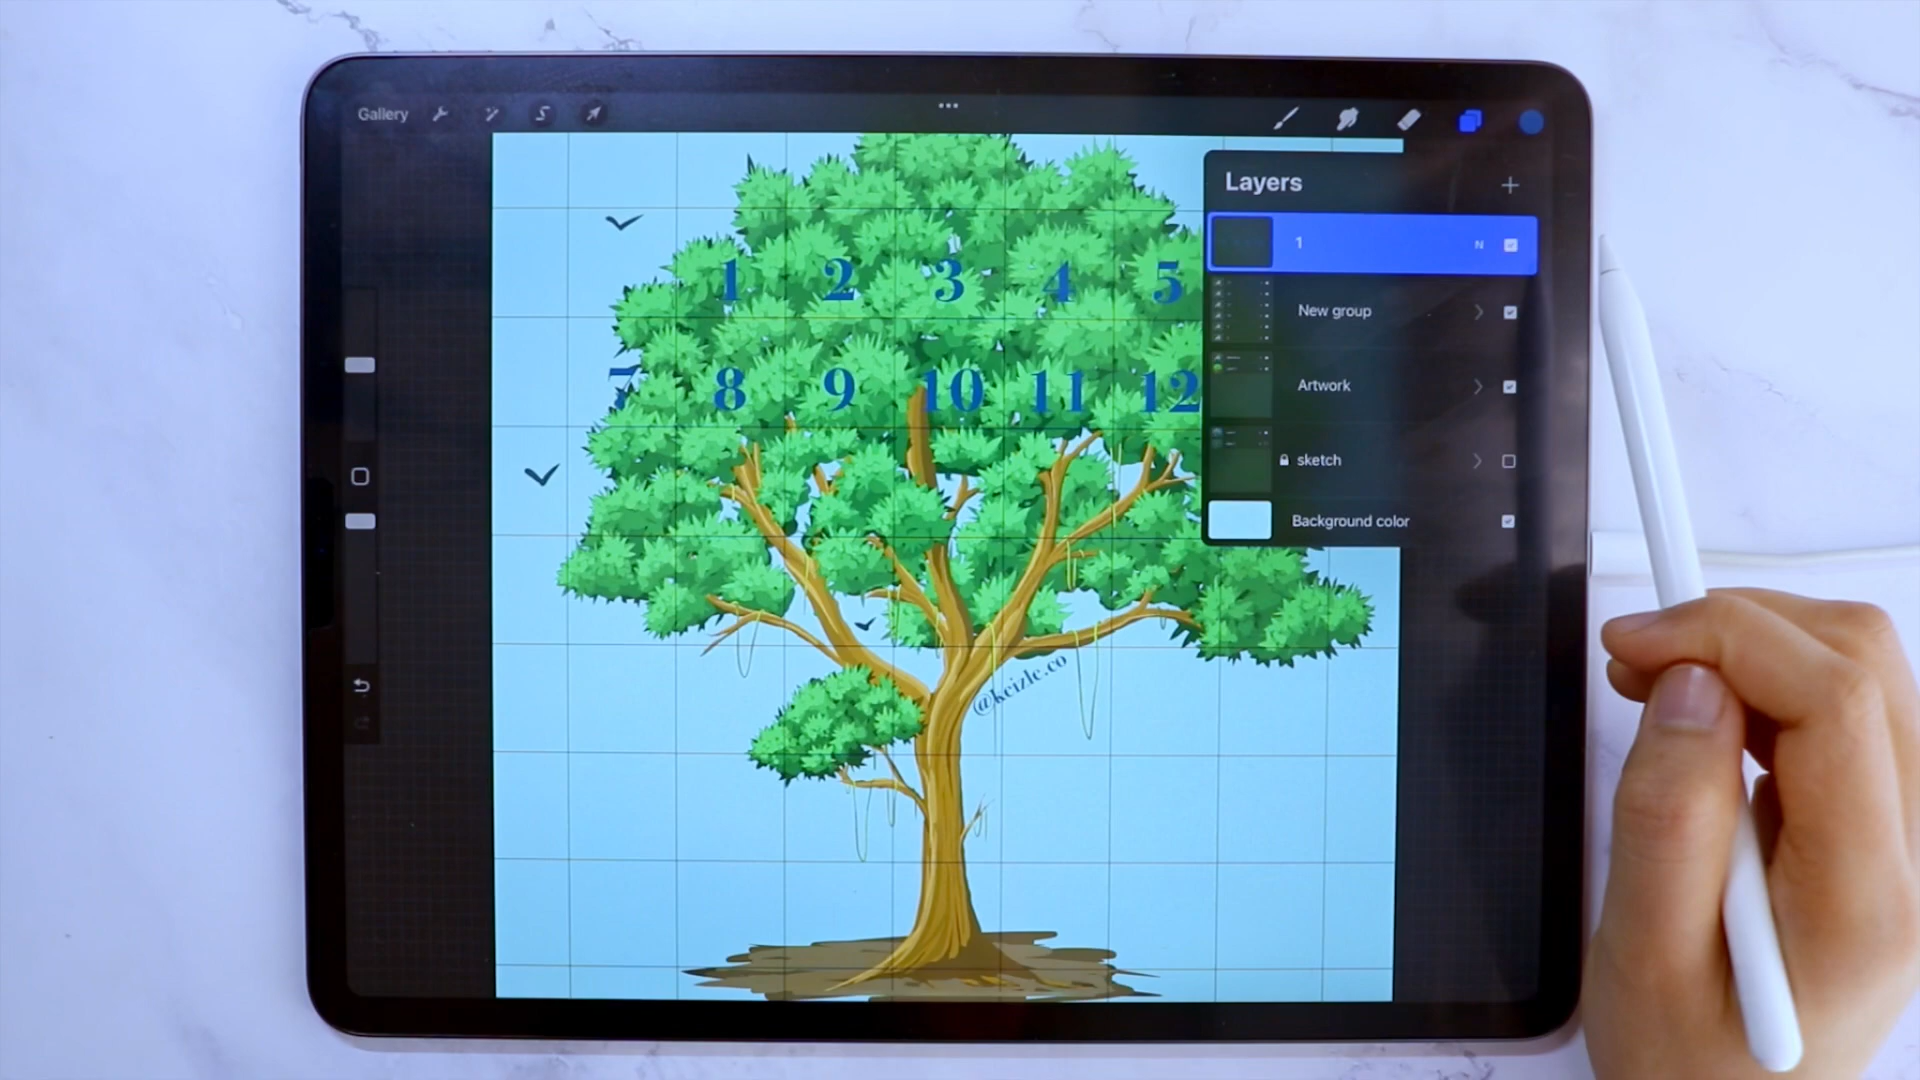 Gallery
Layers
1 N
New group
Artwork
sketch
Background color
1 2 3 4 5
7 8 9 10 11 12
@keizle.co